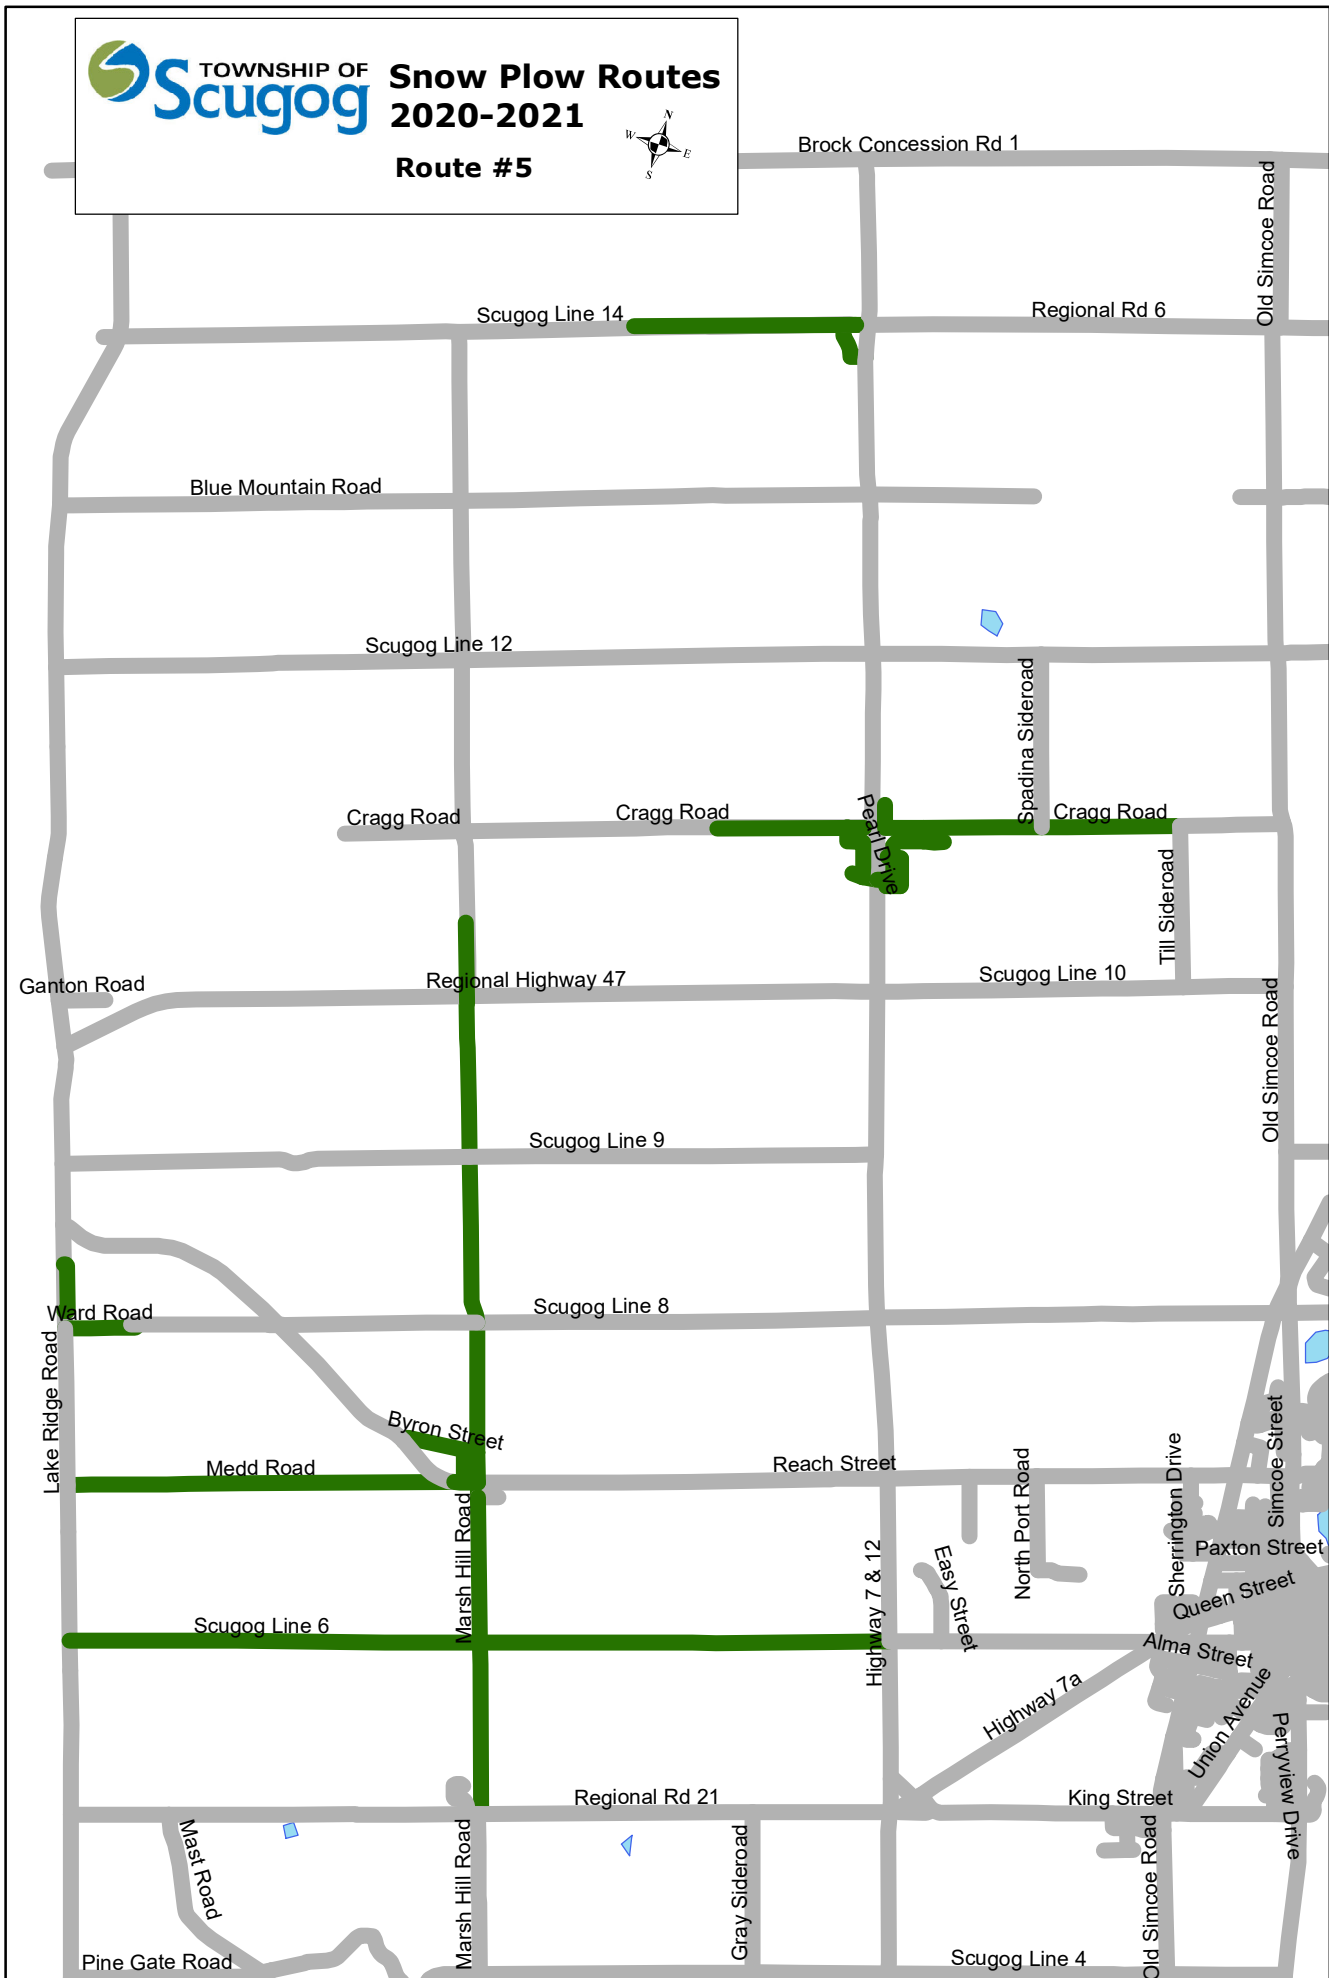 TOWNSHIP OF
Scugog
Snow Plow Routes
2020-2021
Route #5
N
W
E
S
Brock Concession Rd 1
Old Simcoe Road
Scugog Line 14
Regional Rd 6
Blue Mountain Road
Scugog Line 12
Spadina Sideroad
Cragg Road
Cragg Road
Pearl Drive
Cragg Road
Till Sideroad
Ganton Road
Regional Highway 47
Scugog Line 10
Old Simcoe Road
Scugog Line 9
Ward Road
Scugog Line 8
Lake Ridge Road
Byron Street
Medd Road
Reach Street
Marsh Hill Road
North Port Road
Sherrington Drive
Simcoe Street
Paxton Street
Highway 7 & 12
Easy Street
Queen Street
Scugog Line 6
Alma Street
Highway 7a
Union Avenue
Perryview Drive
Regional Rd 21
King Street
Mast Road
Marsh Hill Road
Gray Sideroad
Old Simcoe Road
Pine Gate Road
Scugog Line 4